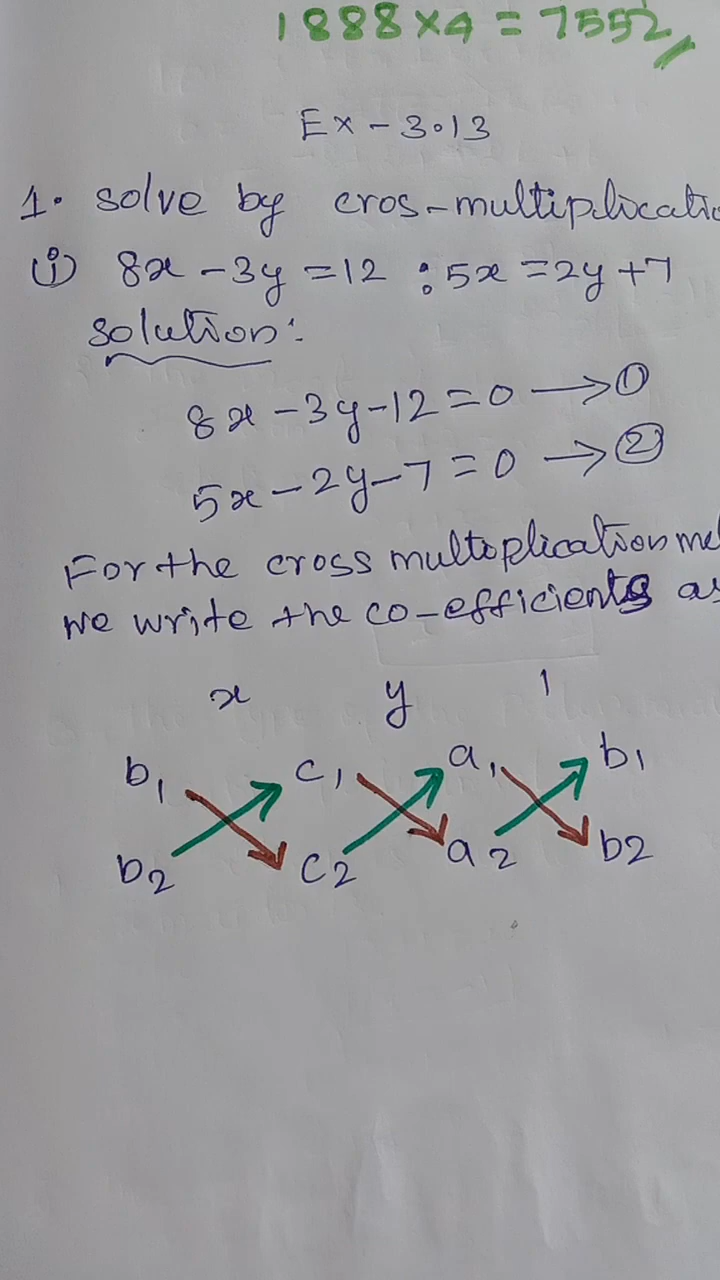 1888×4 = 7552
Ex - 3.13
1. solve by cros-multiplicatio
(i) 8x - 3y = 12 ; 5x = 2y + 7
solution:
8x - 3y - 12 = 0 → ①
5x - 2y - 7 = 0 → ②
For the cross multiplication me
we write the co-efficients as
x y 1
b₁ c₁ a₁ b₁
b₂ c₂ a₂ b₂